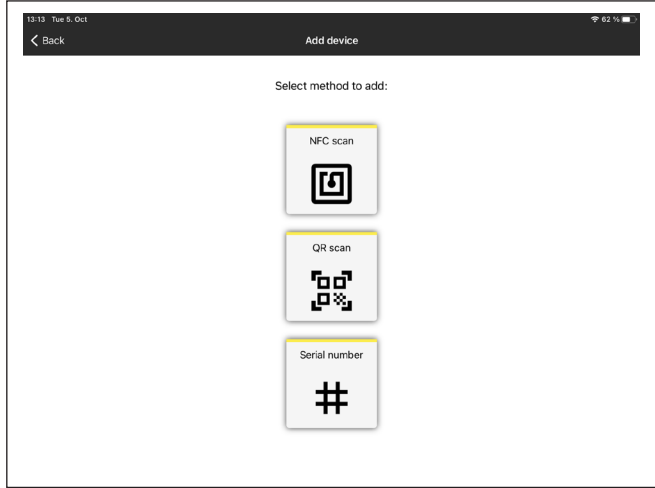 13:13 Tue 5. Oct 62 %
Back Add device
Select method to add:
NFC scan
QR scan
Serial number